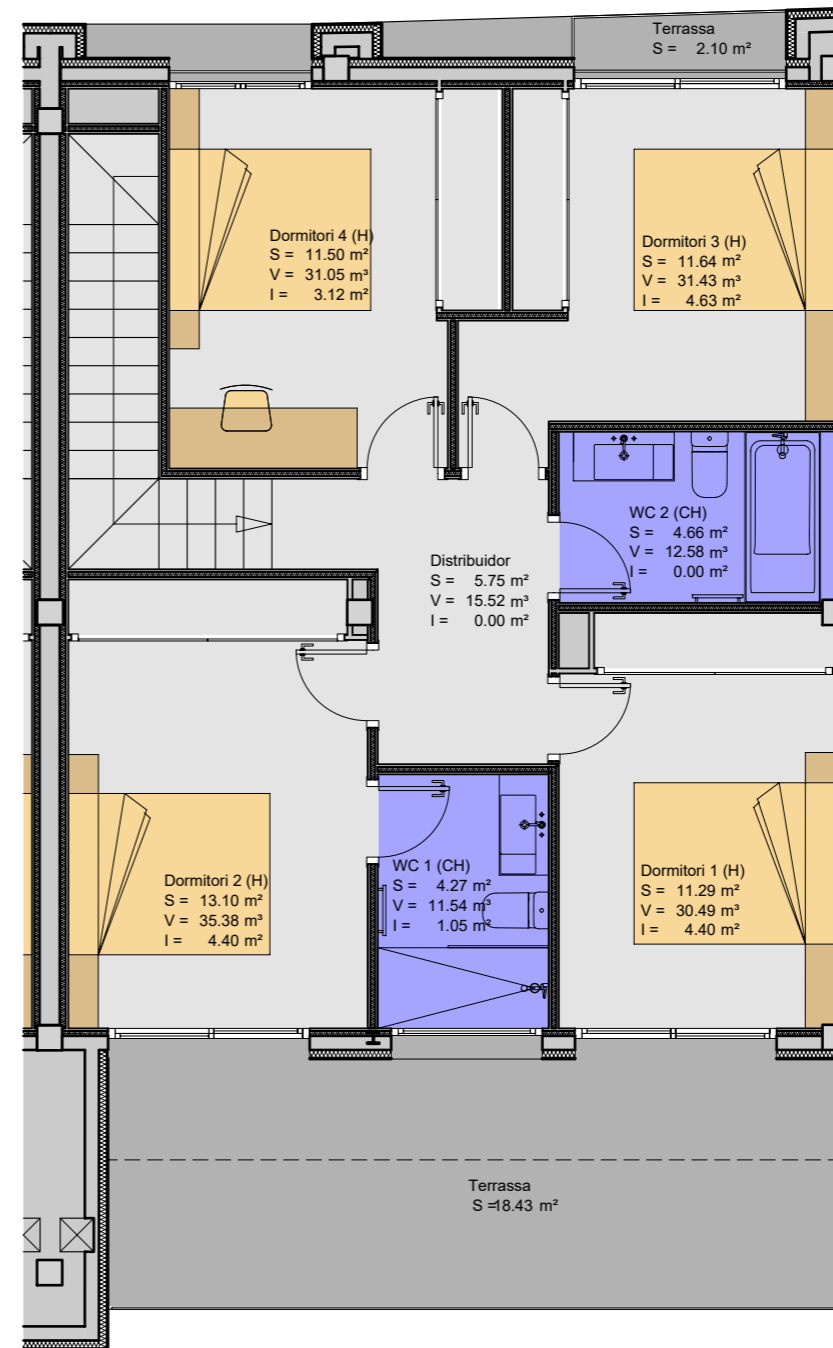 Terrassa
S = 2.10 m²
Dormitori 4 (H)
S = 11.50 m²
V = 31.05 m³
I = 3.12 m²
Dormitori 3 (H)
S = 11.64 m²
V = 31.43 m³
I = 4.63 m²
WC 2 (CH)
S = 4.66 m²
V = 12.58 m³
I = 0.00 m²
Distribuidor
S = 5.75 m²
V = 15.52 m³
I = 0.00 m²
Dormitori 2 (H)
S = 13.10 m²
V = 35.38 m³
I = 4.40 m²
WC 1 (CH)
S = 4.27 m²
V = 11.54 m³
I = 1.05 m²
Dormitori 1 (H)
S = 11.29 m²
V = 30.49 m³
I = 4.40 m²
Terrassa
S =18.43 m²